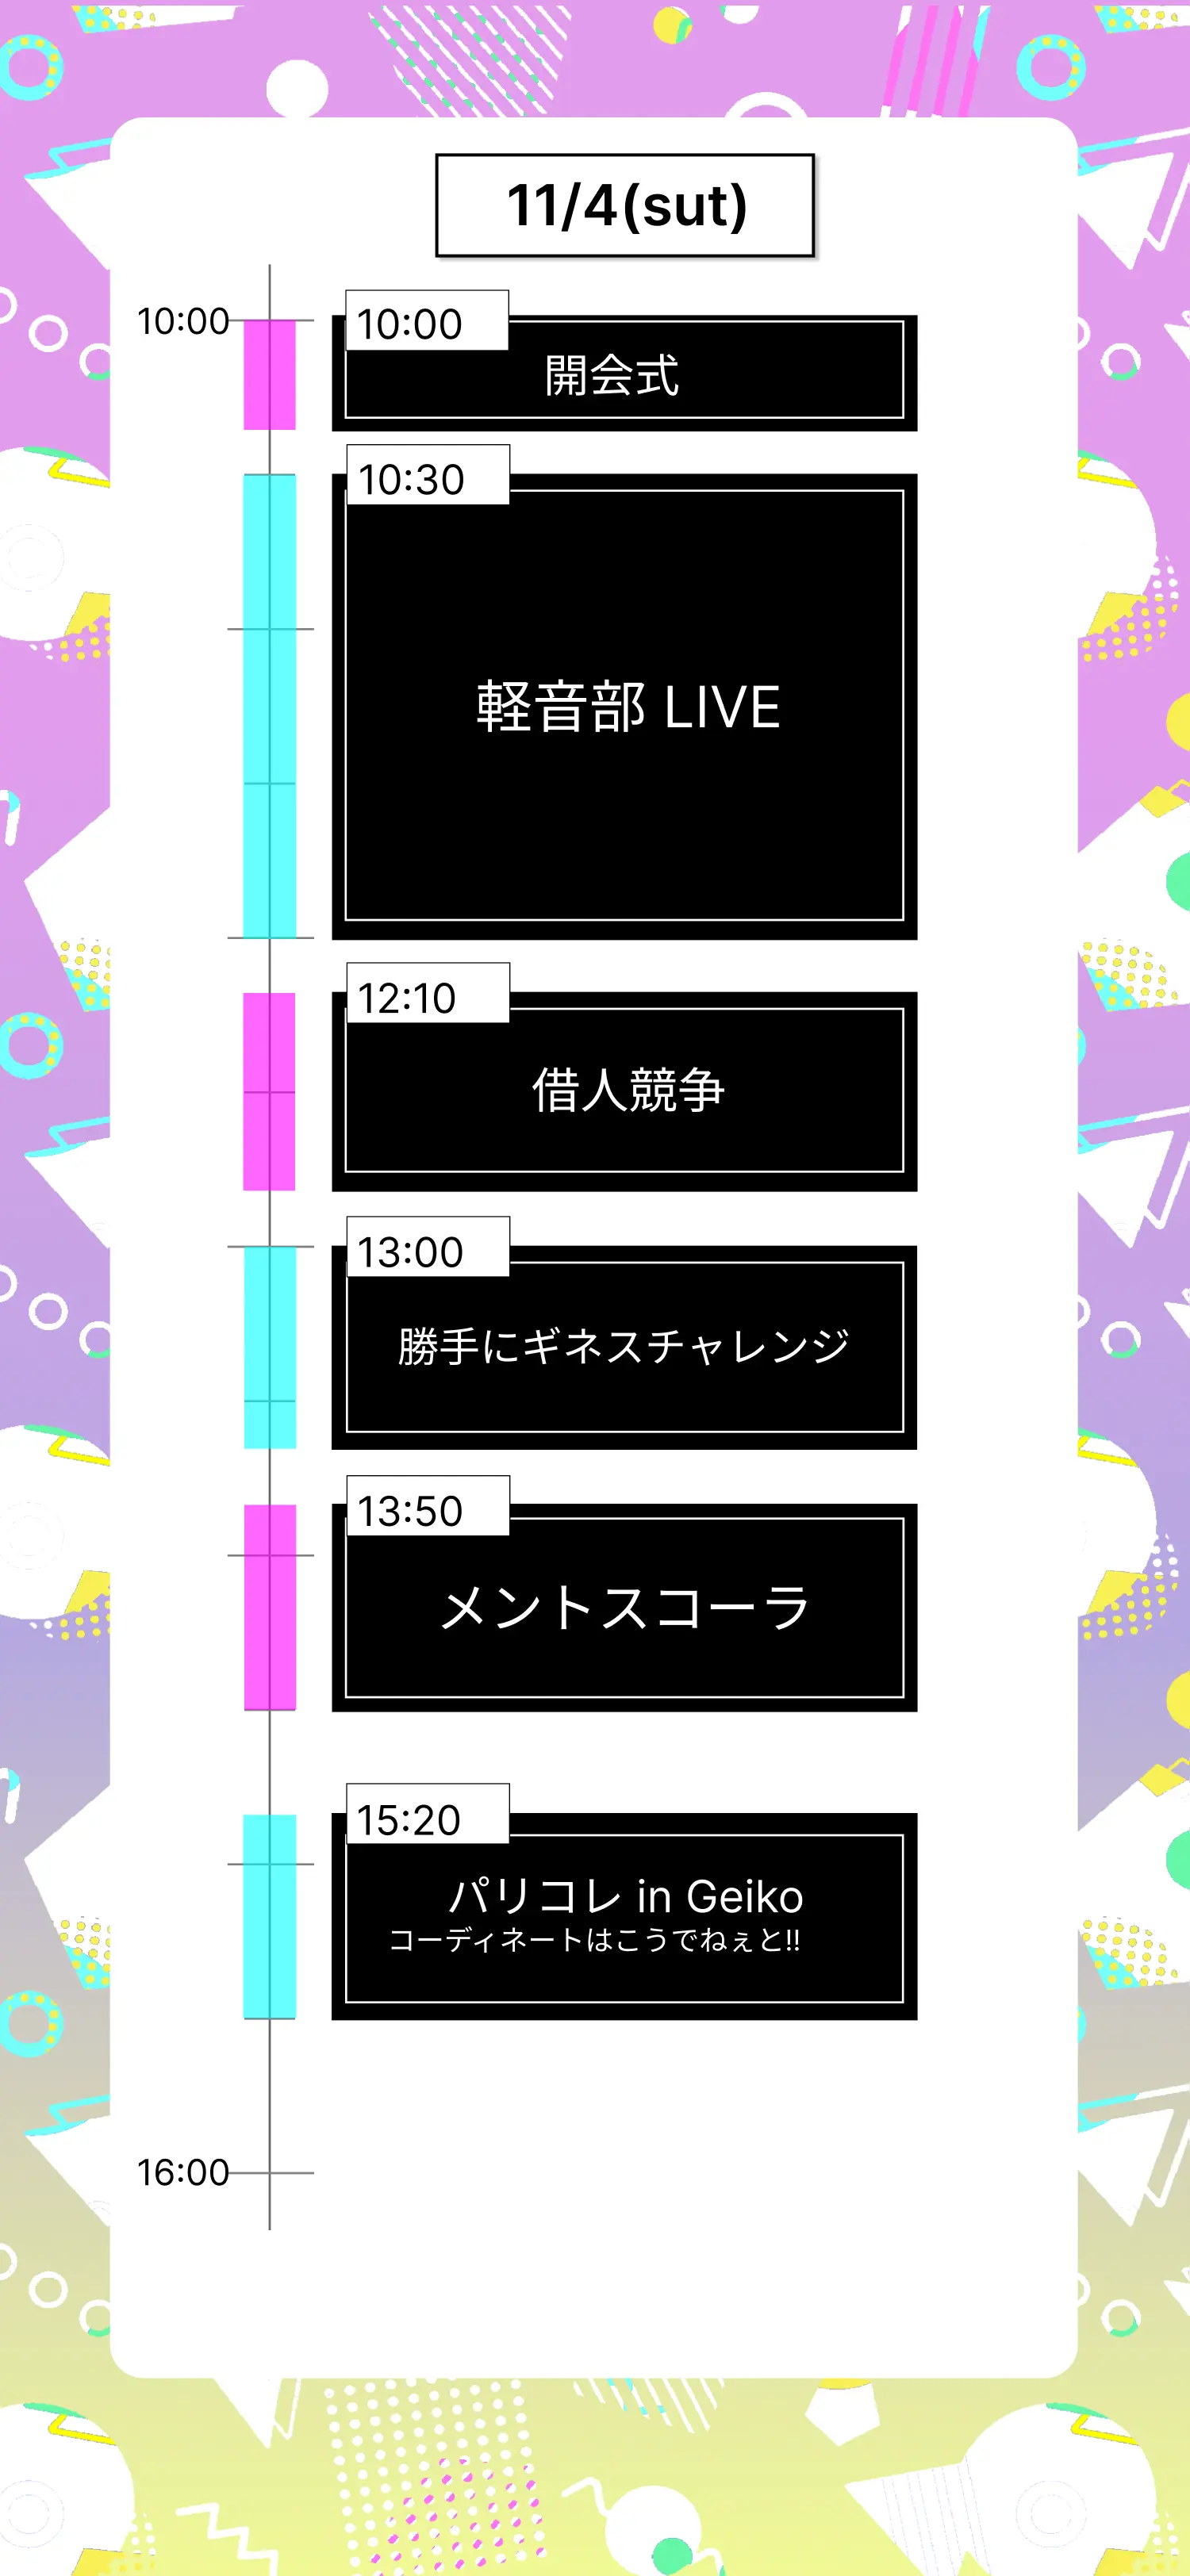 11/4(sut)
10:00
10:00
開会式
10:30
軽音部 LIVE
12:10
借人競争
13:00
勝手にギネスチャレンジ
13:50
メントスコーラ
15:20
パリコレ in Geiko
コーディネートはこうでねぇと!!
16:00